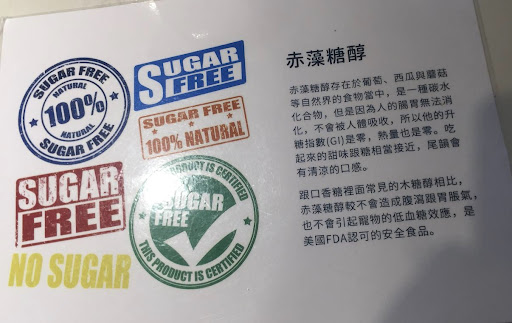 SUGAR FREE
NATURAL
100%
NATURAL
SUGAR FREE
SUGAR
FREE
SUGAR FREE
100% NATURAL
SUGAR
FREE
PRODUCT IS CERTIFIED
SUGAR
FREE
THIS PRODUCT IS CERTIFIED
NO SUGAR
赤藻糖醇
赤藻糖醇存在於葡萄、西瓜與蘑菇
等自然界的食物當中，是一種碳水
化合物，但是因為人的腸胃無法消
化，不會被人體吸收，所以他的升
糖指數(GI)是零，熱量也是零。吃
起來的甜味跟糖相當接近，尾韻會
有清涼的口感。
跟口香糖裡面常見的木糖醇相比，
赤藻糖醇較不會造成腹瀉跟胃脹氣，
也不會引起寵物的低血糖效應，是
美國FDA認可的安全食品。